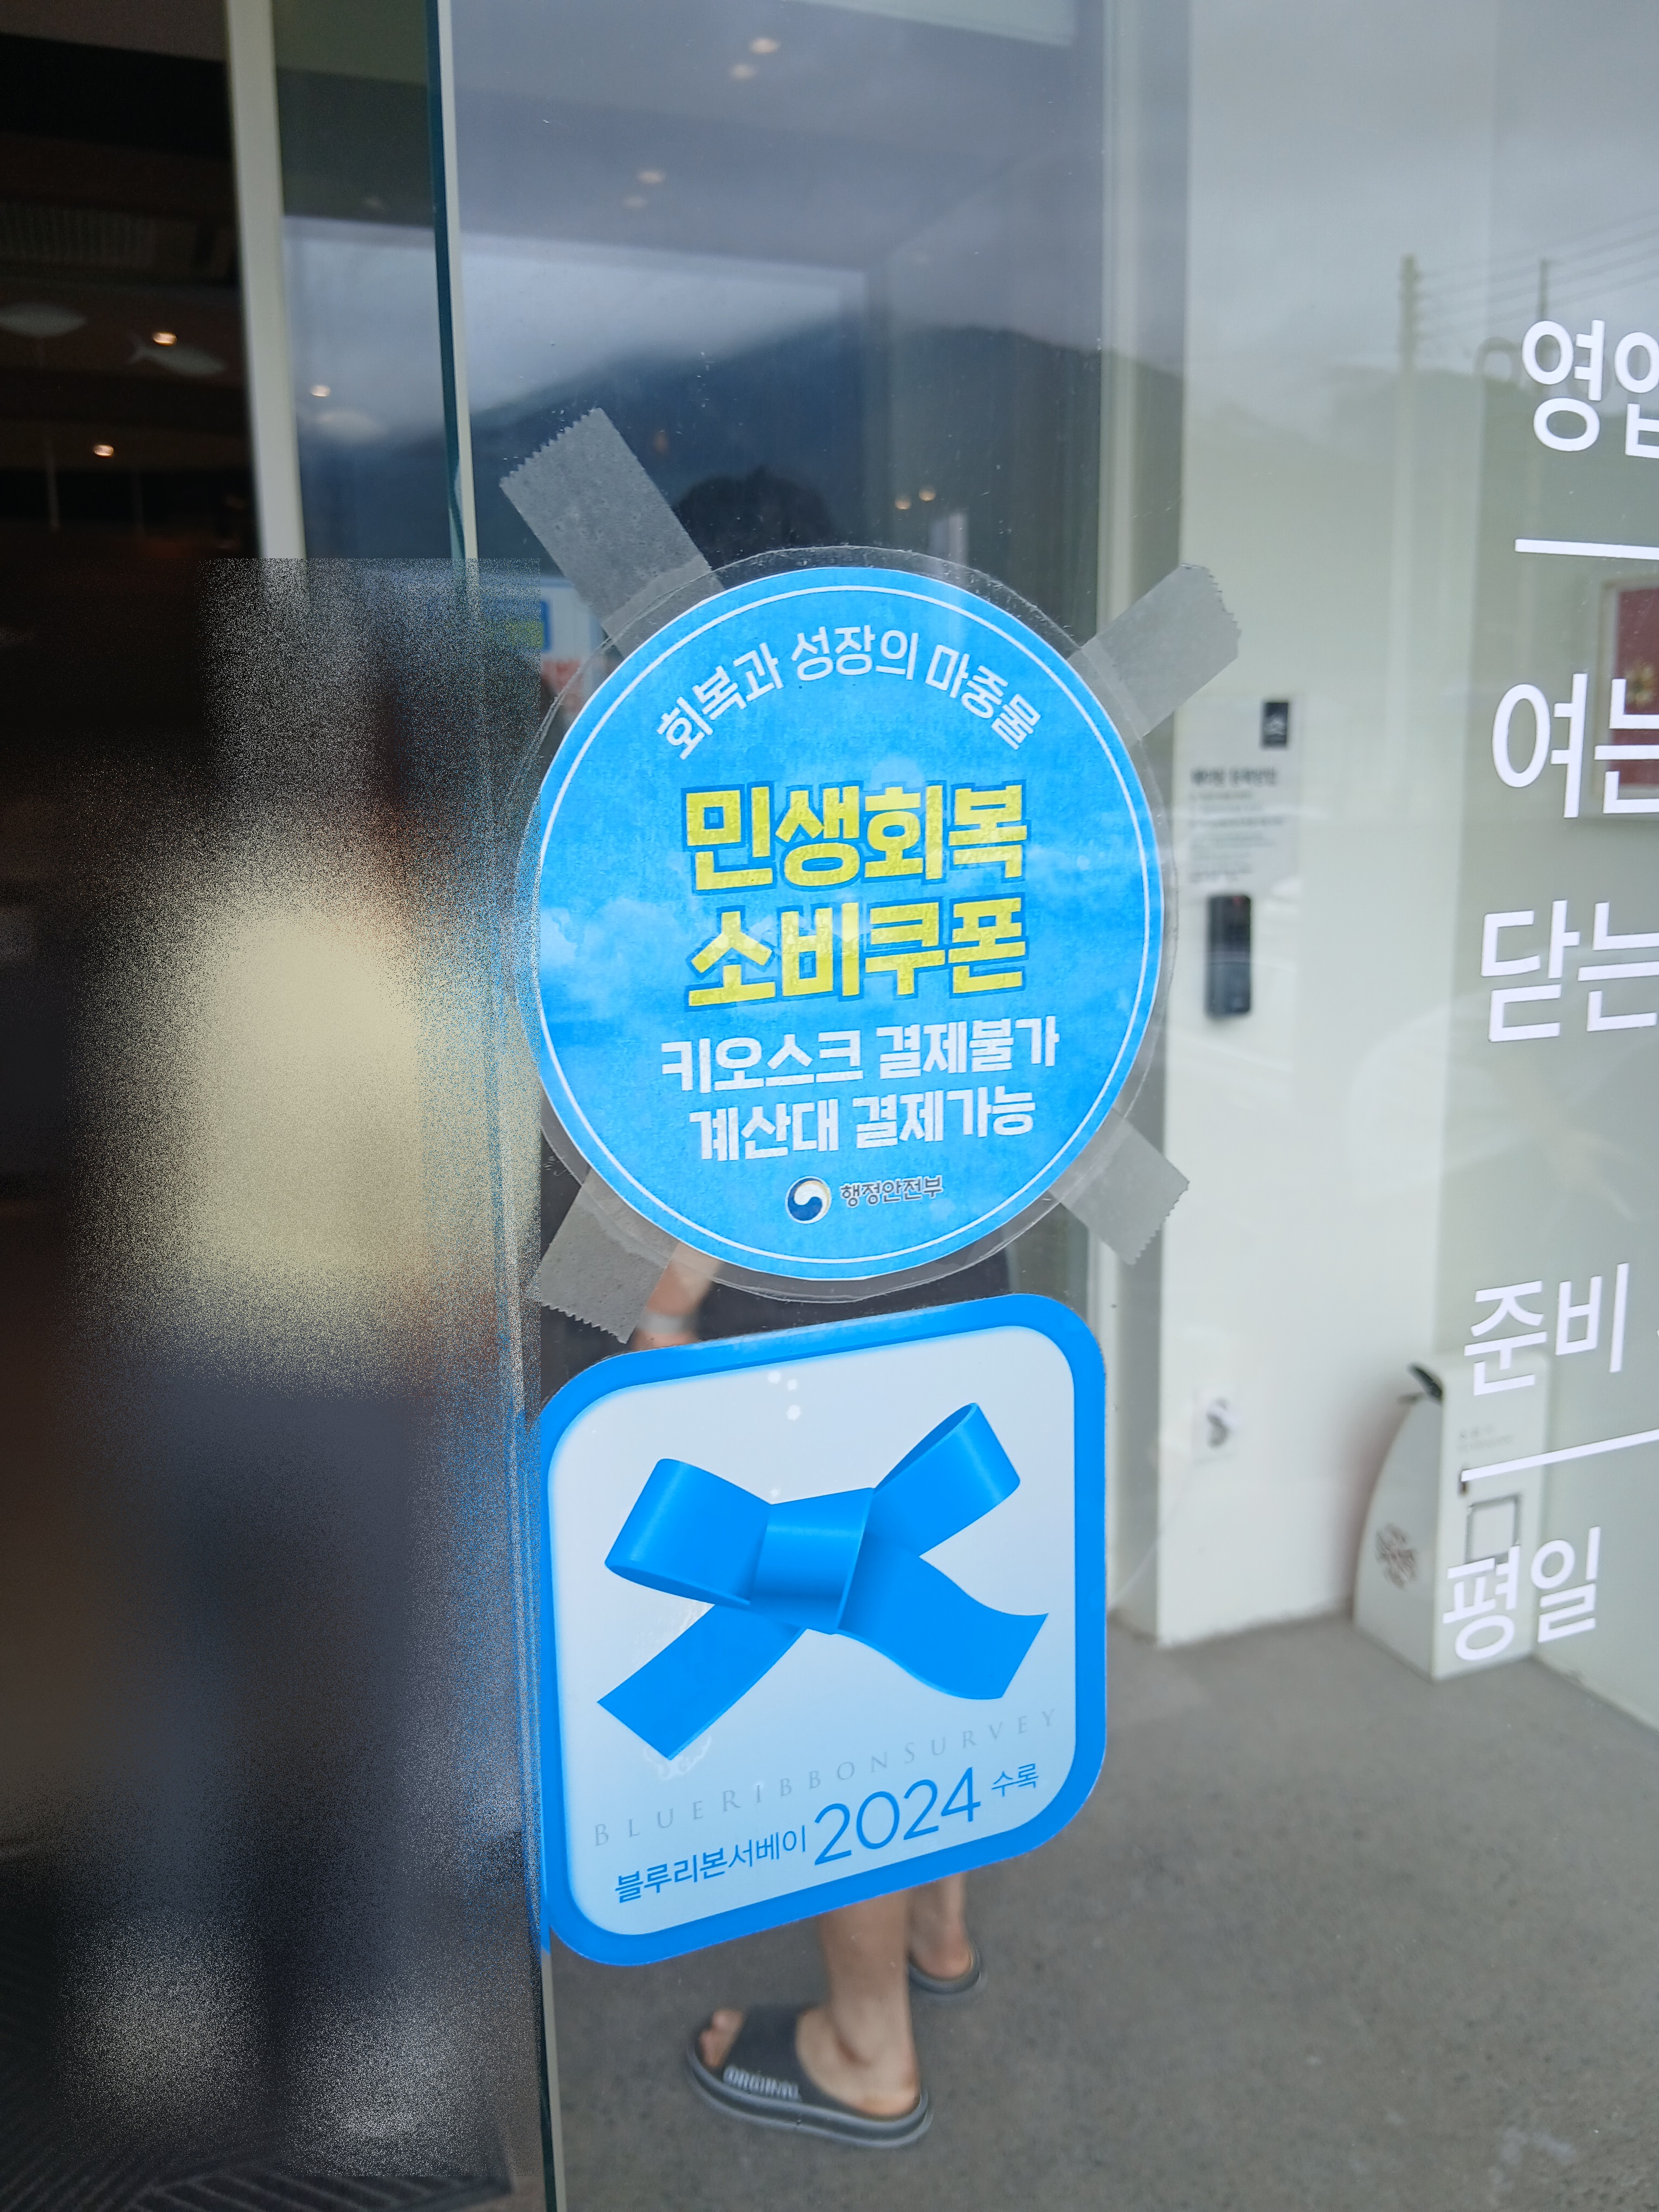 회복과 성장의 마중물
민생회복
소비쿠폰
키오스크 결제불가
계산대 결제가능
행정안전부
BLUERIBBONSURVEY
블루리본서베이 2024 수록
영업
여는
닫는
준비
평일
ORIGINAL